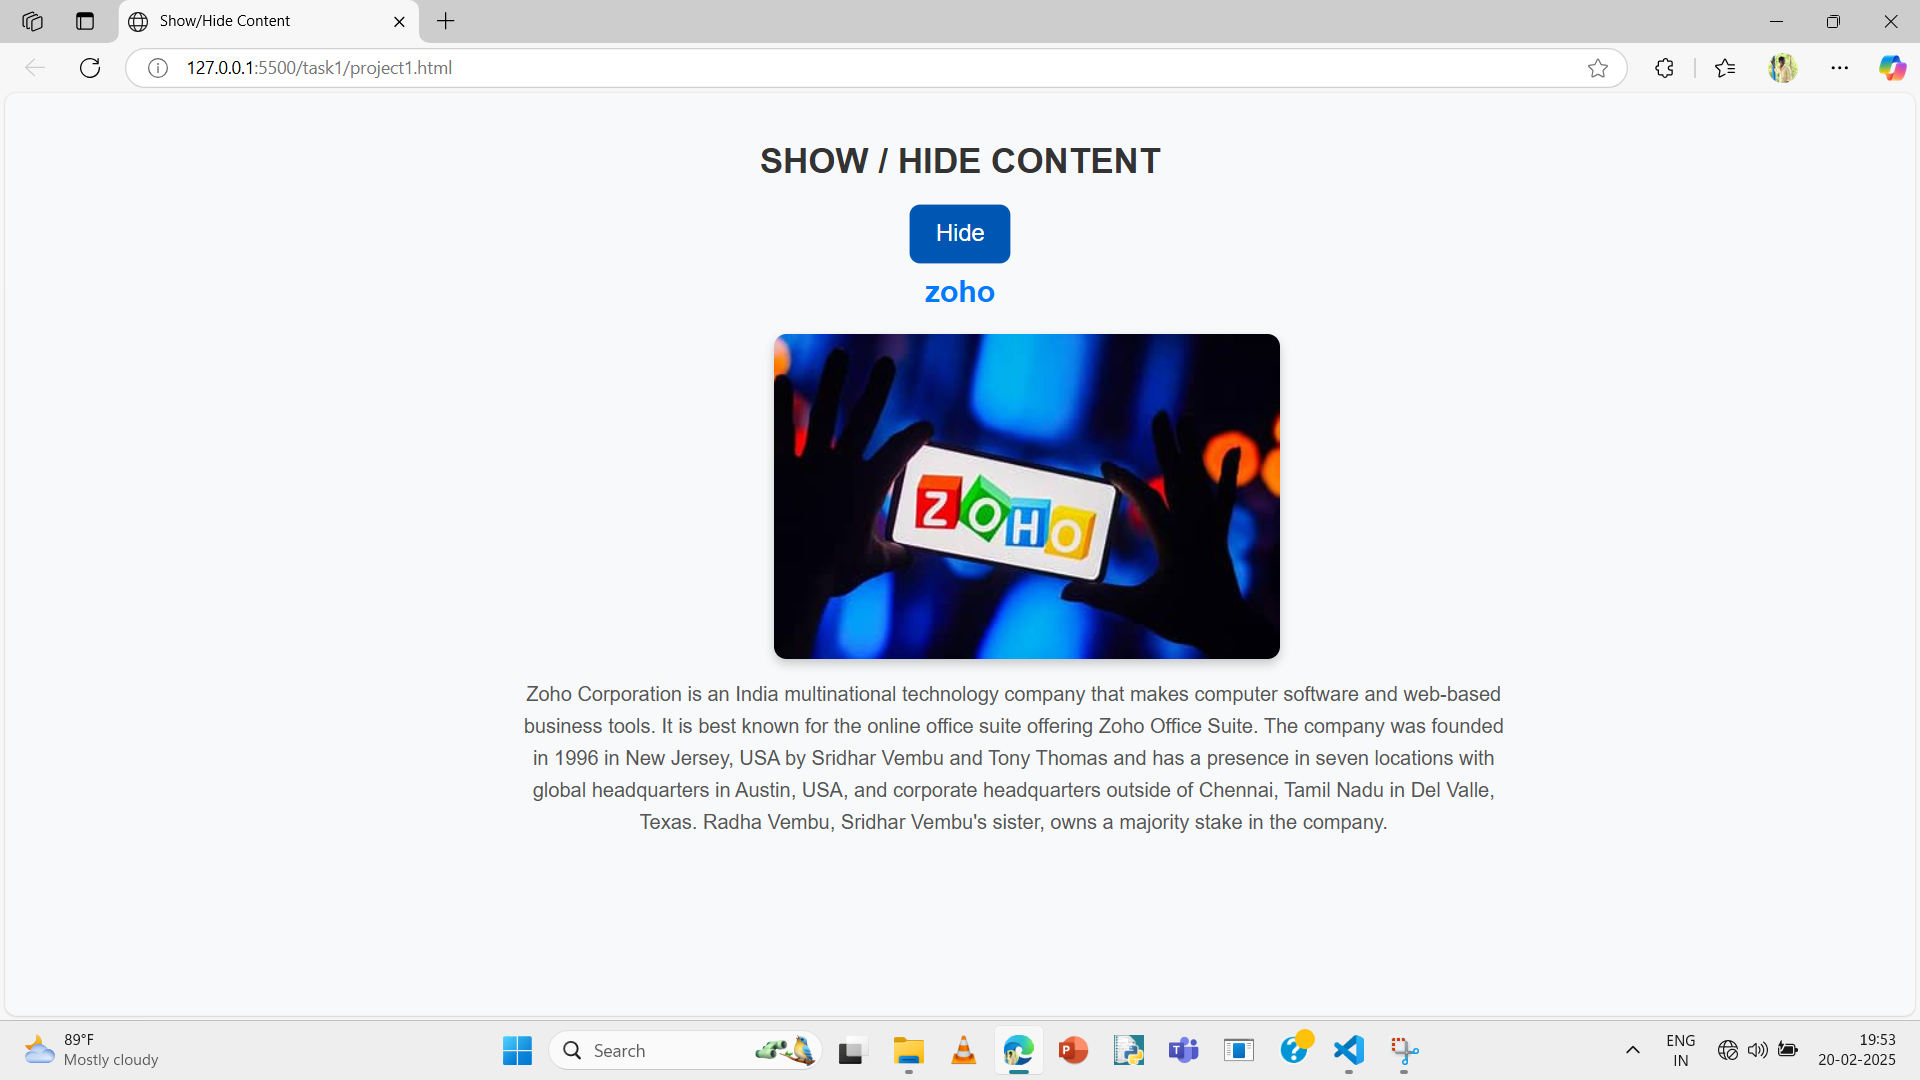 Show/Hide Content
127.0.0.1:5500/task1/project1.html
SHOW / HIDE CONTENT
Hide
zoho
ZOHO
Zoho Corporation is an India multinational technology company that makes computer software and web-based
business tools. It is best known for the online office suite offering Zoho Office Suite. The company was founded
in 1996 in New Jersey, USA by Sridhar Vembu and Tony Thomas and has a presence in seven locations with
global headquarters in Austin, USA, and corporate headquarters outside of Chennai, Tamil Nadu in Del Valle,
Texas. Radha Vembu, Sridhar Vembu's sister, owns a majority stake in the company.
89°F
Mostly cloudy
Search
ENG
IN
19:53
20-02-2025